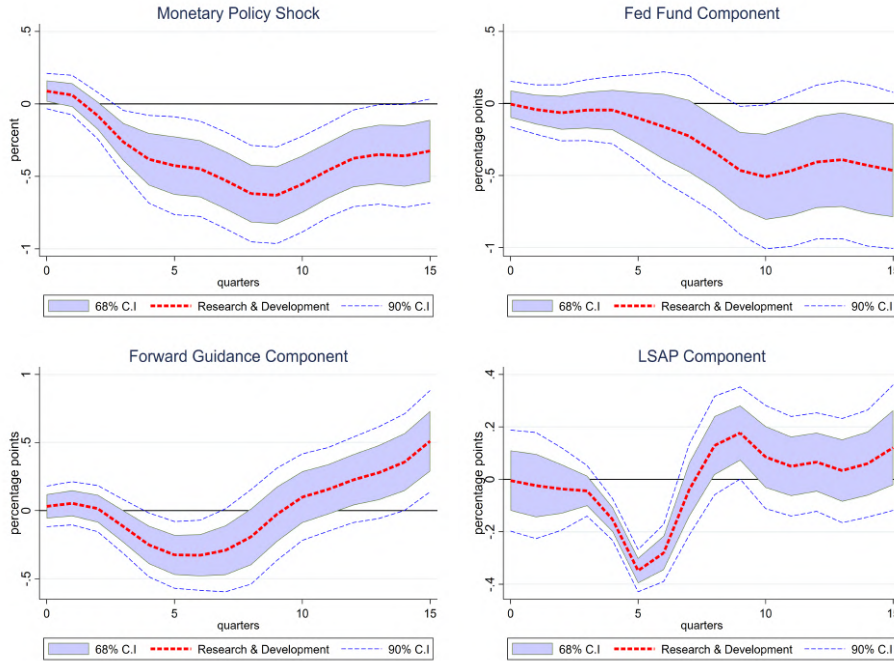 Monetary Policy Shock
.5
0
-.5
-1
percent
0 5 10 15
quarters
68% C.I Research & Development 90% C.I
Fed Fund Component
.5
0
-.5
-1
percentage points
0 5 10 15
quarters
68% C.I Research & Development 90% C.I
Forward Guidance Component
1
.5
0
-.5
percentage points
0 5 10 15
quarters
68% C.I Research & Development 90% C.I
LSAP Component
.4
.2
0
-.2
-.4
percentage points
0 5 10 15
quarters
68% C.I Research & Development 90% C.I